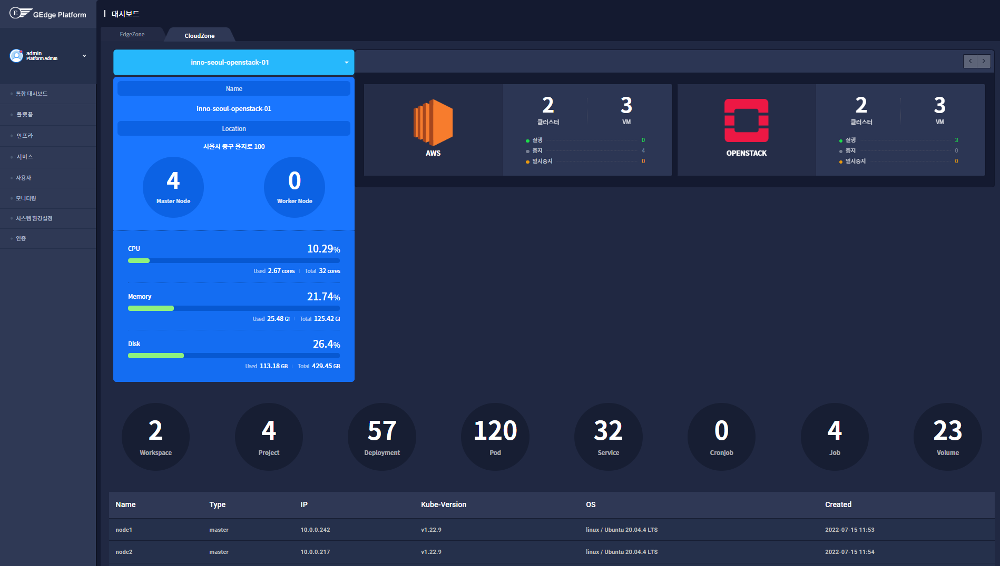 E GEdge Platform
대시보드
EdgeZone
CloudZone
admin
Platform Admin
통합 대시보드
플랫폼
인프라
서비스
사용자
모니터링
시스템 환경설정
인증
inno-seoul-openstack-01
Name
inno-seoul-openstack-01
Location
서울시 중구 을지로 100
4
Master Node
0
Worker Node
CPU 10.29%
Used 2.67 cores Total 32 cores
Memory 21.74%
Used 25.48 GI Total 125.42 GI
Disk 26.4%
Used 113.18 GB Total 429.45 GB
AWS
2 3
클러스터 VM
실행 0
중지 4
일시중지 0
OPENSTACK
2 3
클러스터 VM
실행 3
중지 0
일시중지 0
2 4 57 120 32 0 4 23
Workspace Project Deployment Pod Service Cronjob Job Volume
Name Type IP Kube-Version OS Created
node1 master 10.0.0.242 v1.22.9 linux / Ubuntu 20.04.4 LTS 2022-07-15 11:53
node2 master 10.0.0.217 v1.22.9 linux / Ubuntu 20.04.4 LTS 2022-07-15 11:54